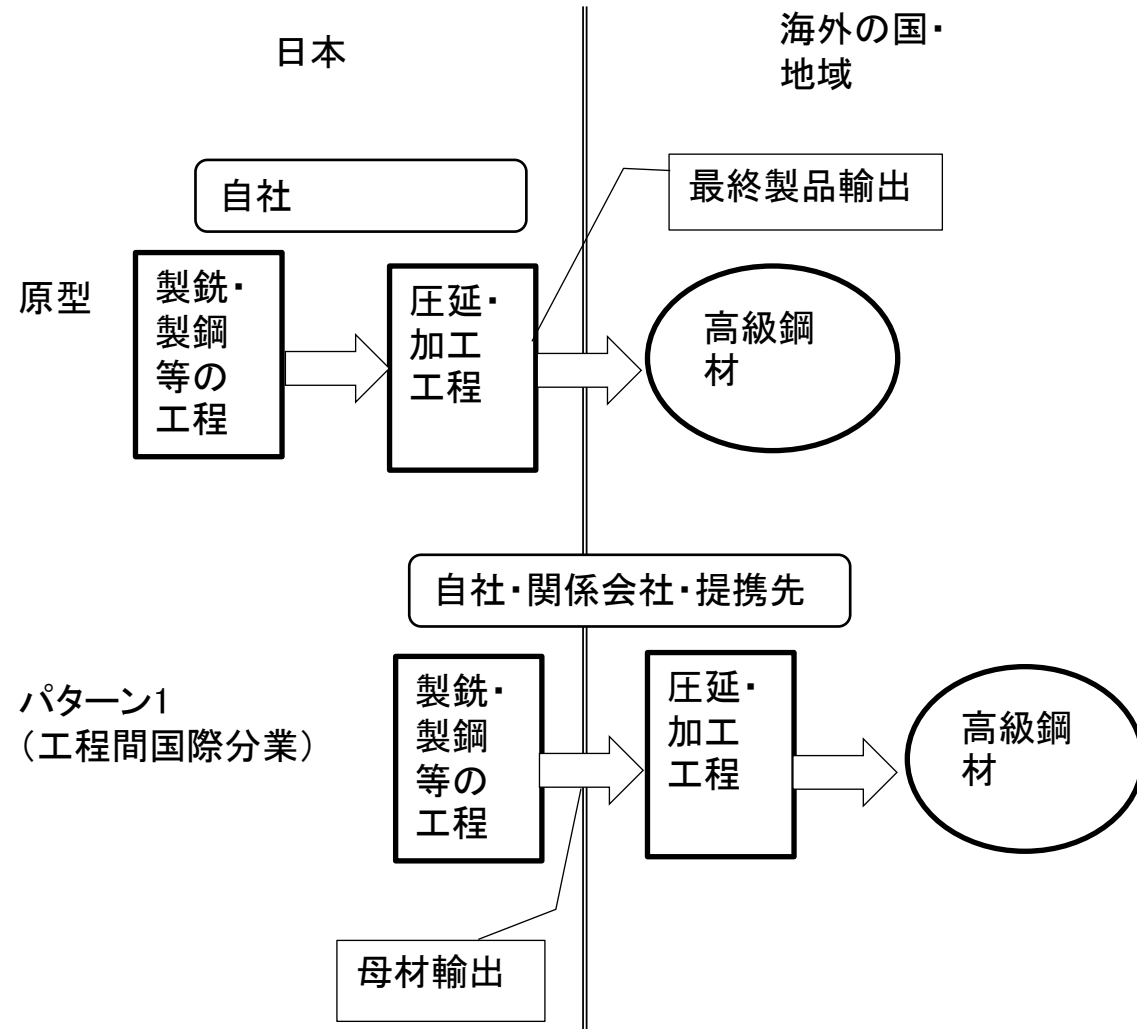 日本
海外の国・
地域
自社
最終製品輸出
原型
製銑・
製鋼
等の
工程
圧延・
加工
工程
高級鋼
材
自社・関係会社・提携先
パターン1
（工程間国際分業）
製銑・
製鋼
等の
工程
圧延・
加工
工程
高級鋼
材
母材輸出